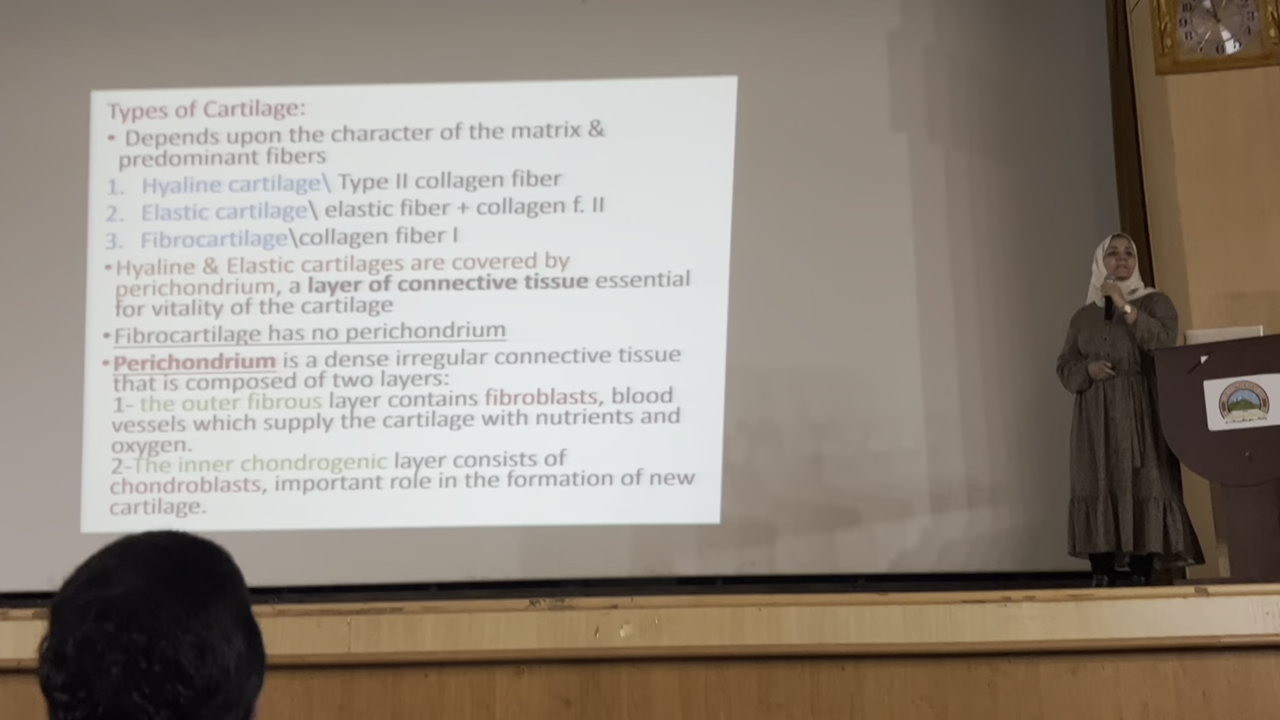 Types of Cartilage:
• Depends upon the character of the matrix &
predominant fibers
1. Hyaline cartilage\ Type II collagen fiber
2. Elastic cartilage\ elastic fiber + collagen f. II
3. Fibrocartilage\collagen fiber I
•Hyaline & Elastic cartilages are covered by
perichondrium, a layer of connective tissue essential
for vitality of the cartilage
•Fibrocartilage has no perichondrium
•Perichondrium is a dense irregular connective tissue
that is composed of two layers:
1- the outer fibrous layer contains fibroblasts, blood
vessels which supply the cartilage with nutrients and
oxygen.
2-The inner chondrogenic layer consists of
chondroblasts, important role in the formation of new
cartilage.